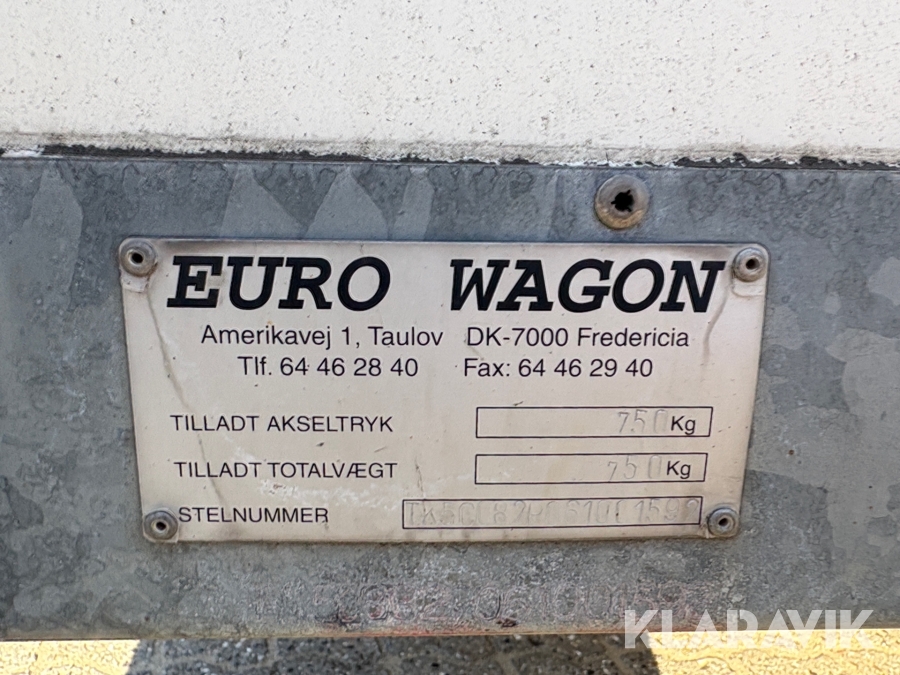 EURO WAGON
Amerikavej 1, Taulov DK-7000 Fredericia
Tlf. 64 46 28 40 Fax: 64 46 29 40
TILLADT AKSELTRYK 750 Kg
TILLADT TOTALVÆGT 750 Kg
STELNUMMER
KLARAVIK